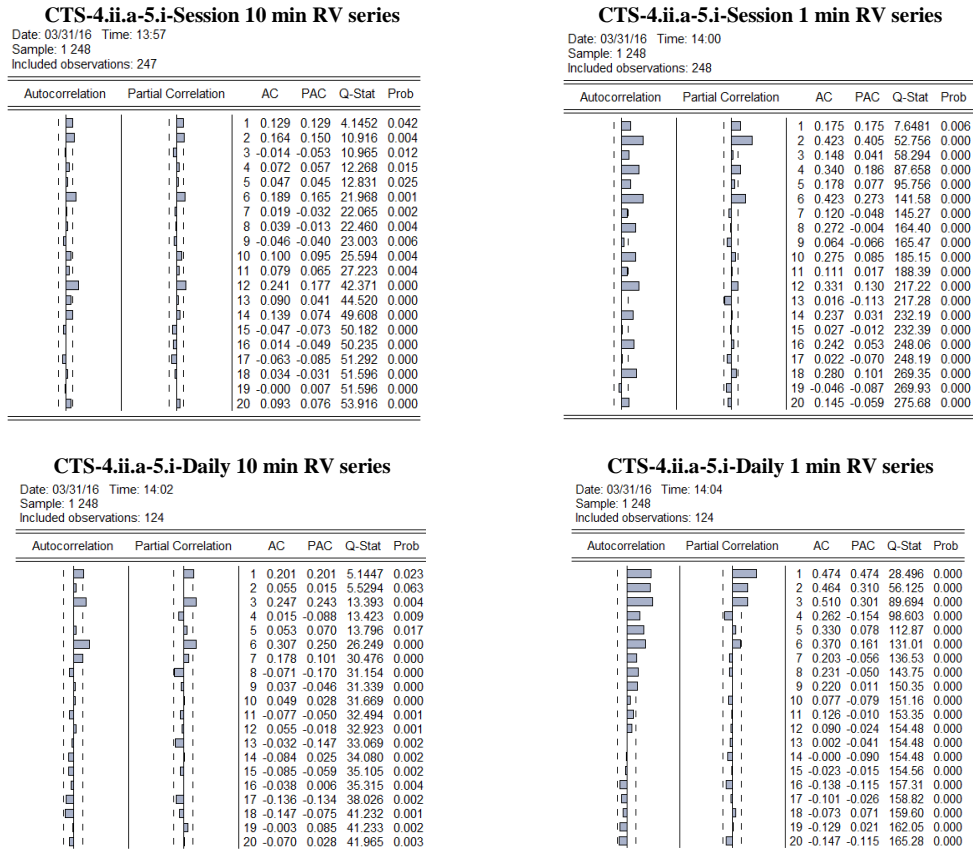 CTS-4.ii.a-5.i-Session 10 min RV series
Date: 03/31/16 Time: 13:57
Sample: 1 248
Included observations: 247
Autocorrelation Partial Correlation AC PAC Q-Stat Prob
1 0.129 0.129 4.1452 0.042
2 0.164 0.150 10.916 0.004
3 -0.014 -0.053 10.965 0.012
4 0.072 0.057 12.268 0.015
5 0.047 0.045 12.831 0.025
6 0.189 0.165 21.968 0.001
7 0.019 -0.032 22.065 0.002
8 0.039 -0.013 22.460 0.004
9 -0.046 -0.040 23.003 0.006
10 0.100 0.095 25.594 0.004
11 0.079 0.065 27.223 0.004
12 0.241 0.177 42.371 0.000
13 0.090 0.041 44.520 0.000
14 0.139 0.074 49.608 0.000
15 -0.047 -0.073 50.182 0.000
16 0.014 -0.049 50.235 0.000
17 -0.063 -0.085 51.292 0.000
18 0.034 -0.031 51.596 0.000
19 -0.000 0.007 51.596 0.000
20 0.093 0.076 53.916 0.000
CTS-4.ii.a-5.i-Session 1 min RV series
Date: 03/31/16 Time: 14:00
Sample: 1 248
Included observations: 248
Autocorrelation Partial Correlation AC PAC Q-Stat Prob
1 0.175 0.175 7.6481 0.006
2 0.423 0.405 52.756 0.000
3 0.148 0.041 58.294 0.000
4 0.340 0.186 87.658 0.000
5 0.178 0.077 95.756 0.000
6 0.423 0.273 141.58 0.000
7 0.120 -0.048 145.27 0.000
8 0.272 -0.004 164.40 0.000
9 0.064 -0.066 165.47 0.000
10 0.275 0.085 185.15 0.000
11 0.111 0.017 188.39 0.000
12 0.331 0.130 217.22 0.000
13 0.016 -0.113 217.28 0.000
14 0.237 0.031 232.19 0.000
15 0.027 -0.012 232.39 0.000
16 0.242 0.053 248.06 0.000
17 0.022 -0.070 248.19 0.000
18 0.280 0.101 269.35 0.000
19 -0.046 -0.087 269.93 0.000
20 0.145 -0.059 275.68 0.000
CTS-4.ii.a-5.i-Daily 10 min RV series
Date: 03/31/16 Time: 14:02
Sample: 1 248
Included observations: 124
Autocorrelation Partial Correlation AC PAC Q-Stat Prob
1 0.201 0.201 5.1447 0.023
2 0.055 0.015 5.5294 0.063
3 0.247 0.243 13.393 0.004
4 0.015 -0.088 13.423 0.009
5 0.053 0.070 13.796 0.017
6 0.307 0.250 26.249 0.000
7 0.178 0.101 30.476 0.000
8 -0.071 -0.170 31.154 0.000
9 0.037 -0.046 31.339 0.000
10 0.049 0.028 31.669 0.000
11 -0.077 -0.050 32.494 0.001
12 0.055 -0.018 32.923 0.001
13 -0.032 -0.147 33.069 0.002
14 -0.084 0.025 34.080 0.002
15 -0.085 -0.059 35.105 0.002
16 -0.038 0.006 35.315 0.004
17 -0.136 -0.134 38.026 0.002
18 -0.147 -0.075 41.232 0.001
19 -0.003 0.085 41.233 0.002
20 -0.070 0.028 41.965 0.003
CTS-4.ii.a-5.i-Daily 1 min RV series
Date: 03/31/16 Time: 14:04
Sample: 1 248
Included observations: 124
Autocorrelation Partial Correlation AC PAC Q-Stat Prob
1 0.474 0.474 28.496 0.000
2 0.464 0.310 56.125 0.000
3 0.510 0.301 89.694 0.000
4 0.262 -0.154 98.603 0.000
5 0.330 0.078 112.87 0.000
6 0.370 0.161 131.01 0.000
7 0.203 -0.056 136.53 0.000
8 0.231 -0.050 143.75 0.000
9 0.220 0.011 150.35 0.000
10 0.077 -0.079 151.16 0.000
11 0.126 -0.010 153.35 0.000
12 0.090 -0.024 154.48 0.000
13 0.002 -0.041 154.48 0.000
14 -0.000 -0.090 154.48 0.000
15 -0.023 -0.015 154.56 0.000
16 -0.138 -0.115 157.31 0.000
17 -0.101 -0.026 158.82 0.000
18 -0.073 0.071 159.60 0.000
19 -0.129 0.021 162.05 0.000
20 -0.147 -0.115 165.28 0.000